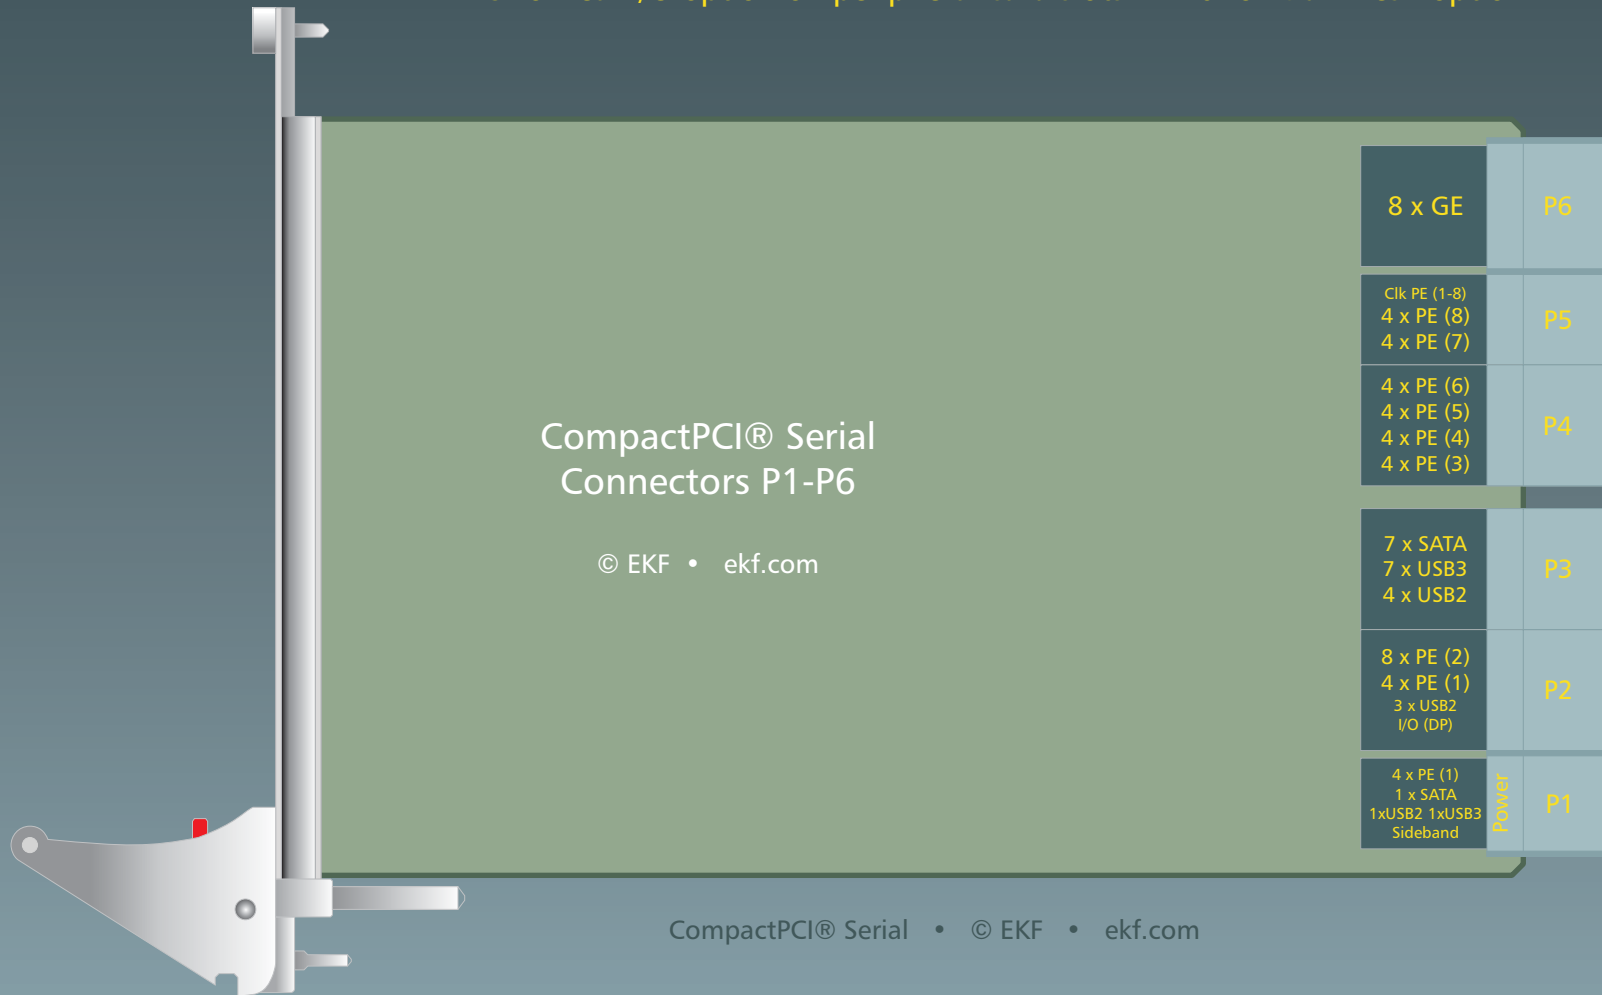 8 x GE
P6
Clk PE (1-8)
4 x PE (8)
4 x PE (7)
P5
4 x PE (6)
4 x PE (5)
4 x PE (4)
4 x PE (3)
P4
CompactPCI® Serial
Connectors P1-P6
© EKF • ekf.com
7 x SATA
7 x USB3
4 x USB2
P3
8 x PE (2)
4 x PE (1)
3 x USB2
I/O (DP)
P2
4 x PE (1)
1 x SATA
1xUSB2 1xUSB3
Sideband
Power
P1
CompactPCI® Serial • © EKF • ekf.com